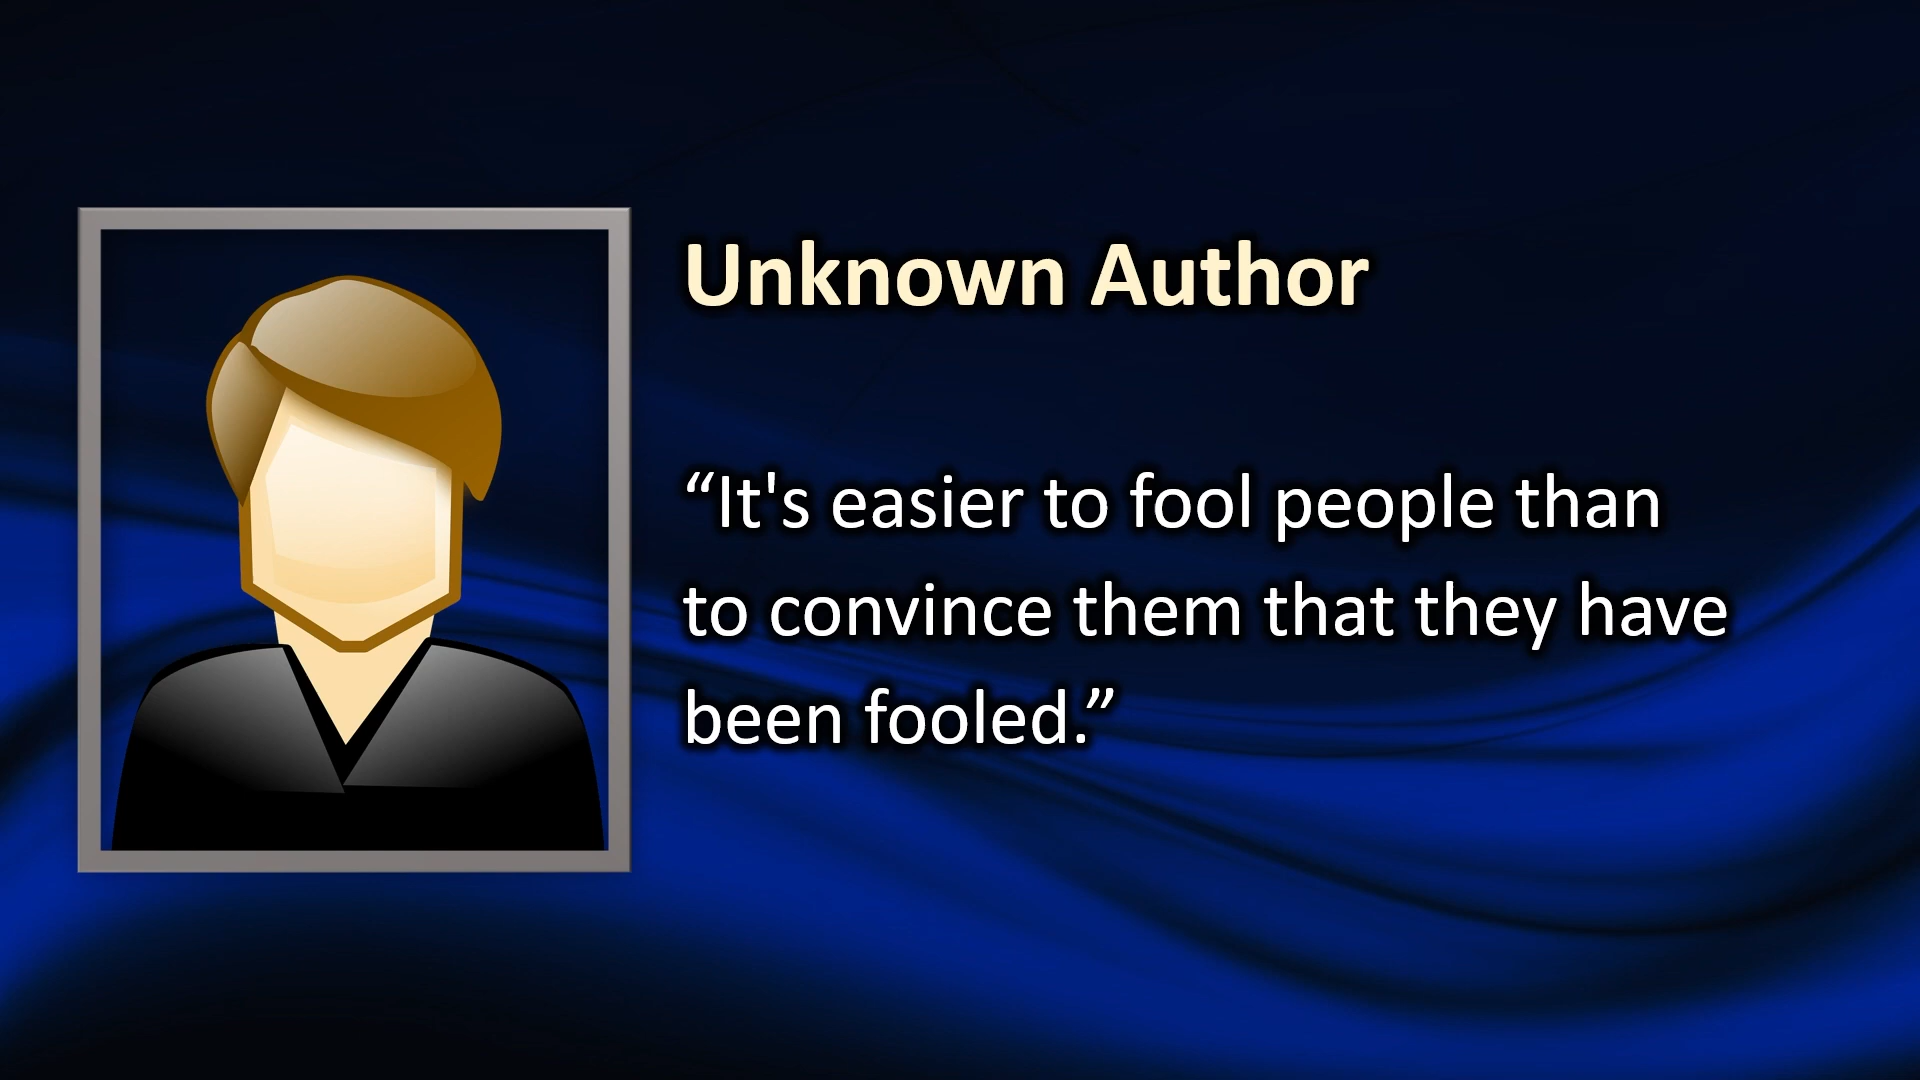 Unknown Author
“It's easier to fool people than
to convince them that they have
been fooled.”